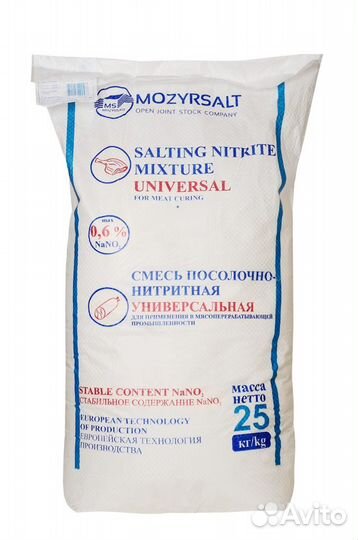 MS
MOZYRSALT
MOZYRSALT
OPEN JOINT STOCK COMPANY
SALTING NITRITE
MIXTURE
UNIVERSAL
FOR MEAT CURING
max
0,6 %
NaNO₂
СМЕСЬ ПОСОЛОЧНО-
НИТРИТНАЯ
УНИВЕРСАЛЬНАЯ
ДЛЯ ПРИМЕНЕНИЯ В МЯСОПЕРЕРАБАТЫВАЮЩЕЙ
ПРОМЫШЛЕННОСТИ
STABLE CONTENT NaNO₂
СТАБИЛЬНОЕ СОДЕРЖАНИЕ NaNO₂
EUROPEAN TECHNOLOGY
OF PRODUCTION
ЕВРОПЕЙСКАЯ ТЕХНОЛОГИЯ
ПРОИЗВОДСТВА
масса
нетто
25
кг/kg
Avito